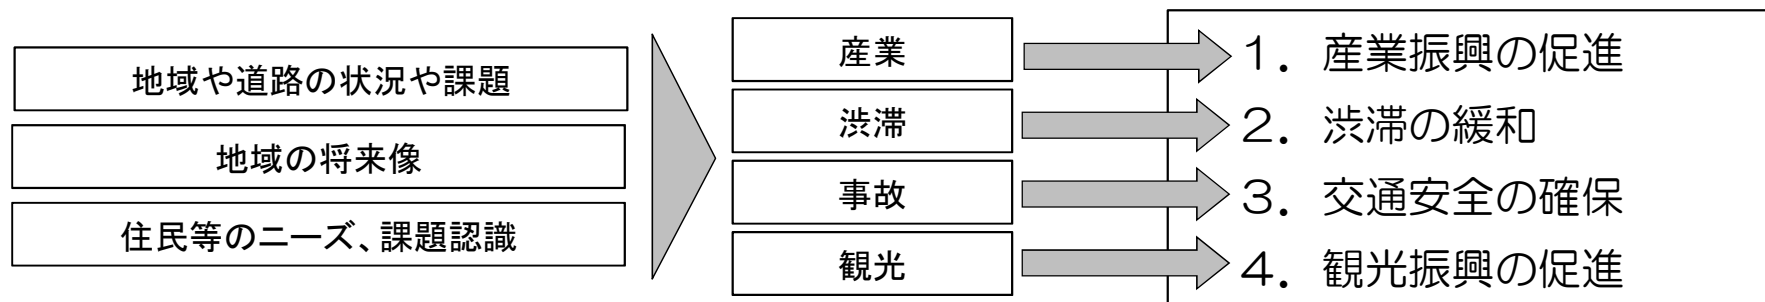 地域や道路の状況や課題
地域の将来像
住民等のニーズ、課題認識
産業
渋滞
事故
観光
１．産業振興の促進
２．渋滞の緩和
３．交通安全の確保
４．観光振興の促進